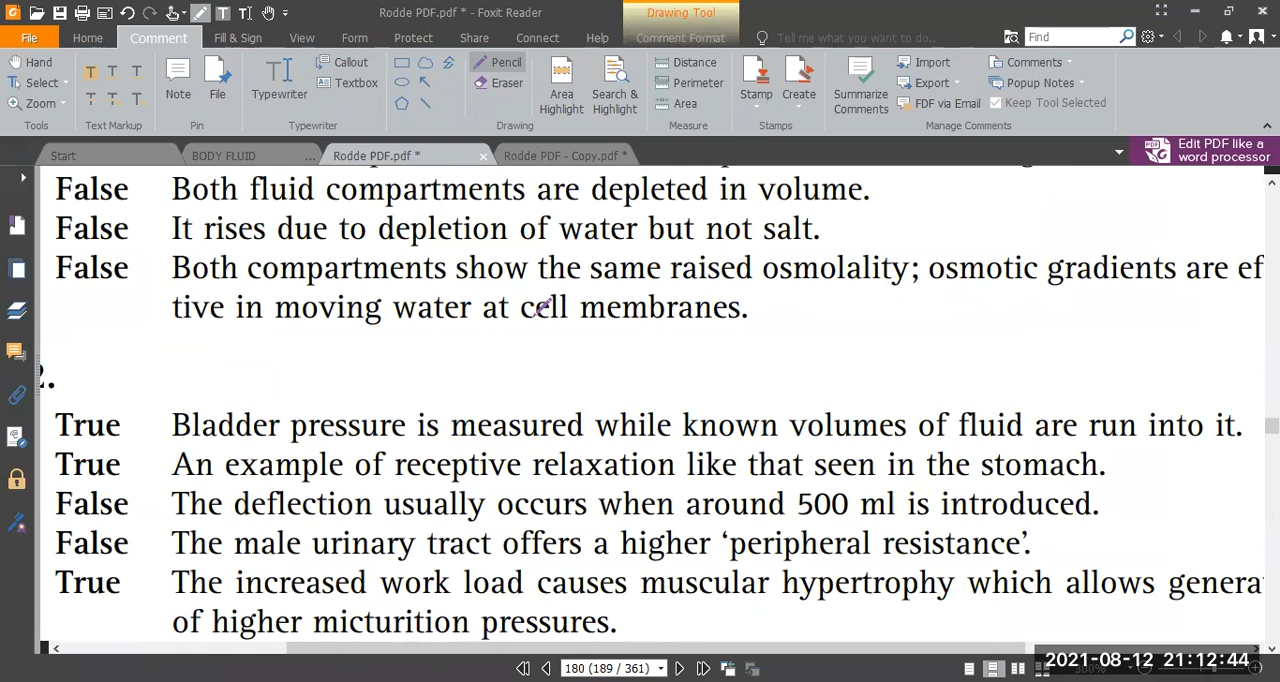 Rodde PDF.pdf * - Foxit Reader
Drawing Tool
File Home Comment Fill & Sign View Form Protect Share Connect Help Comment Format Tell me what you want to do.. Find
Hand
Select
Zoom
Tools
Text Markup
Note
File
Pin
Typewriter
Callout
Textbox
Typewriter
Pencil
Eraser
Area Highlight
Search & Highlight
Drawing
Distance
Perimeter
Area
Measure
Stamp
Create
Stamps
Summarize Comments
Import
Export
FDF via Email
Comments
Popup Notes
Keep Tool Selected
Manage Comments
Start BODY FLUID ... Rodde PDF.pdf * Rodde PDF - Copy.pdf *
Edit PDF like a
word processor
False Both fluid compartments are depleted in volume.
False It rises due to depletion of water but not salt.
False Both compartments show the same raised osmolality; osmotic gradients are ef
tive in moving water at cell membranes.
2.
True Bladder pressure is measured while known volumes of fluid are run into it.
True An example of receptive relaxation like that seen in the stomach.
False The deflection usually occurs when around 500 ml is introduced.
False The male urinary tract offers a higher ‘peripheral resistance’.
True The increased work load causes muscular hypertrophy which allows genera
of higher micturition pressures.
180 (189 / 361)
2021-08-12 21:12:44